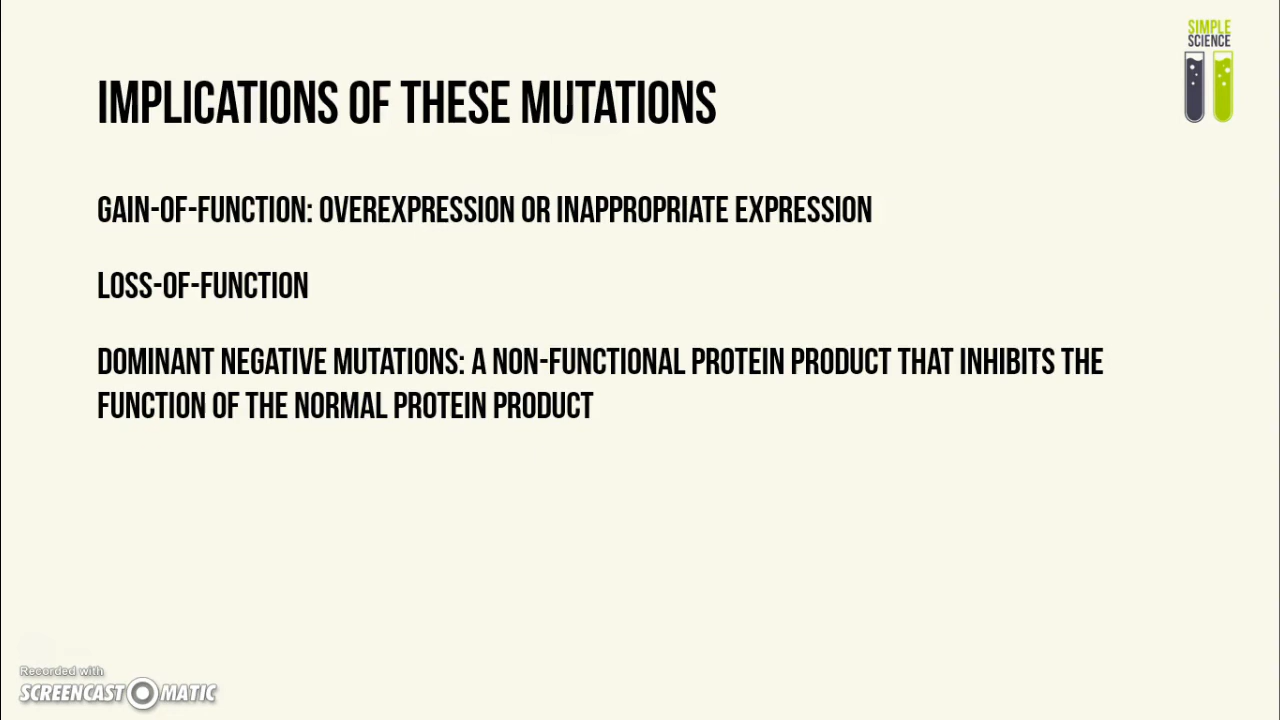 SIMPLE
SCIENCE
IMPLICATIONS OF THESE MUTATIONS
GAIN-OF-FUNCTION: OVEREXPRESSION OR INAPPROPRIATE EXPRESSION
LOSS-OF-FUNCTION
DOMINANT NEGATIVE MUTATIONS: A NON-FUNCTIONAL PROTEIN PRODUCT THAT INHIBITS THE
FUNCTION OF THE NORMAL PROTEIN PRODUCT
Recorded with
SCREENCAST MATIC